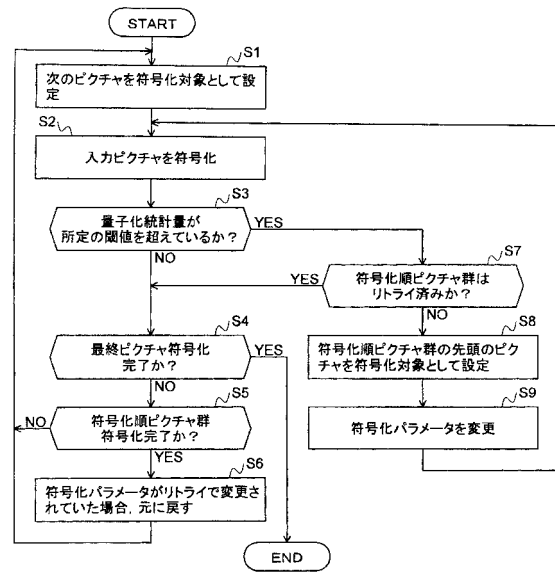 START
S1
次のピクチャを符号化対象として設
定
S2
入力ピクチャを符号化
S3
量子化統計量が
所定の閾値を超えているか？
YES
NO
S7
符号化順ピクチャ群は
リトライ済みか？
YES
NO
S4
最終ピクチャ符号化
完了か？
YES
NO
S8
符号化順ピクチャ群の先頭のピク
チャを符号化対象として設定
S5
符号化順ピクチャ群
符号化完了か？
NO
YES
S9
符号化パラメータを変更
S6
符号化パラメータがリトライで変更さ
れていた場合，元に戻す
END